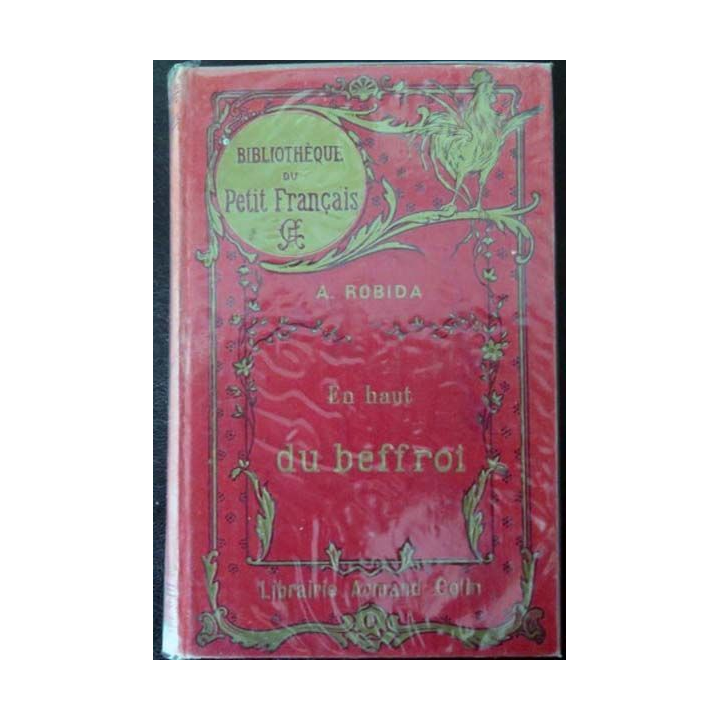 BIBLIOTHÈQUE
DU
Petit Français
A. ROBIDA
En haut
du beffroi
Librairie Armand Colin